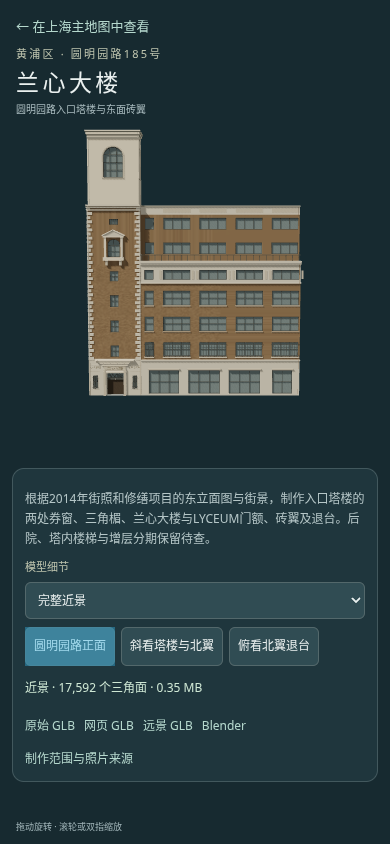 ← 在上海主地图中查看
黄浦区 · 圆明园路185号
兰心大楼
圆明园路入口塔楼与东面砖翼
根据2014年街照和修缮项目的东立面图与街景，制作入口塔楼的
两处券窗、三角楣、兰心大楼与LYCEUM门额、砖翼及退台。后
院、塔内楼梯与增层分期保留待查。
模型细节
完整近景
圆明园路正面 斜看塔楼与北翼 俯看北翼退台
近景 · 17,592 个三角面 · 0.35 MB
原始 GLB 网页 GLB 远景 GLB Blender
制作范围与照片来源
拖动旋转 · 滚轮或双指缩放